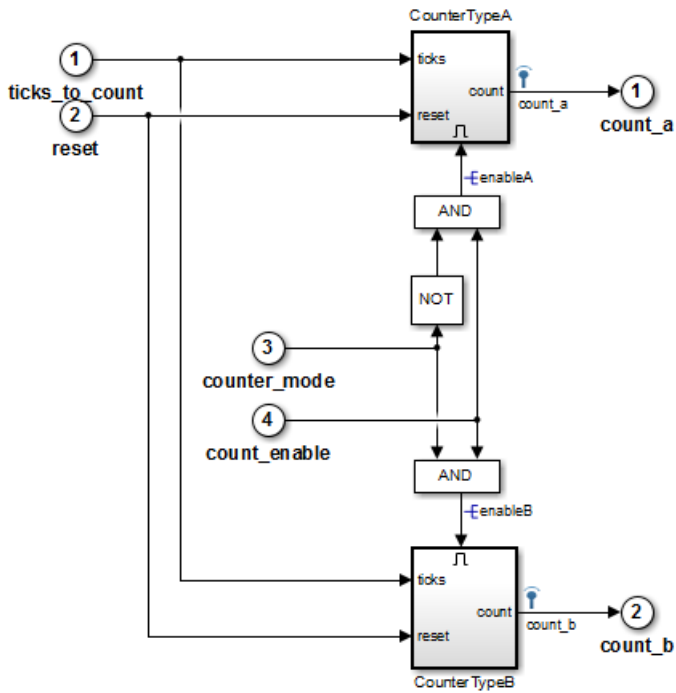 CounterTypeA
1
ticks_to_count
ticks
count
count_a
1
count_a
2
reset
reset
enableA
AND
NOT
3
counter_mode
4
count_enable
AND
enableB
ticks
count
count_b
2
count_b
reset
CounterTypeB